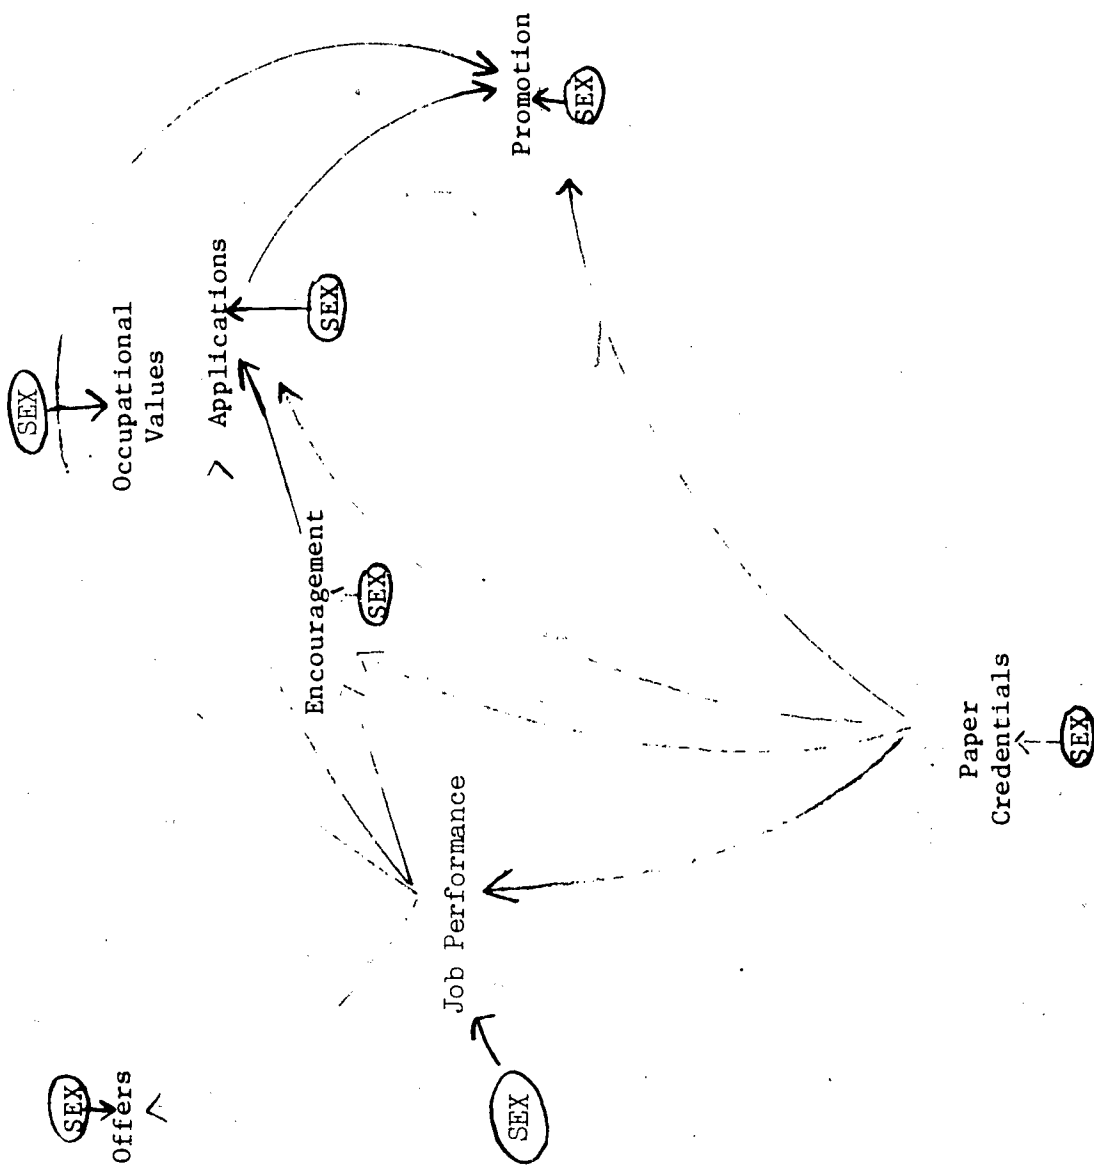 SEX
Offers
SEX
Occupational
Values
Applications
SEX
Encouragement
SEX
Promotion
SEX
Job Performance
SEX
Paper
Credentials
SEX